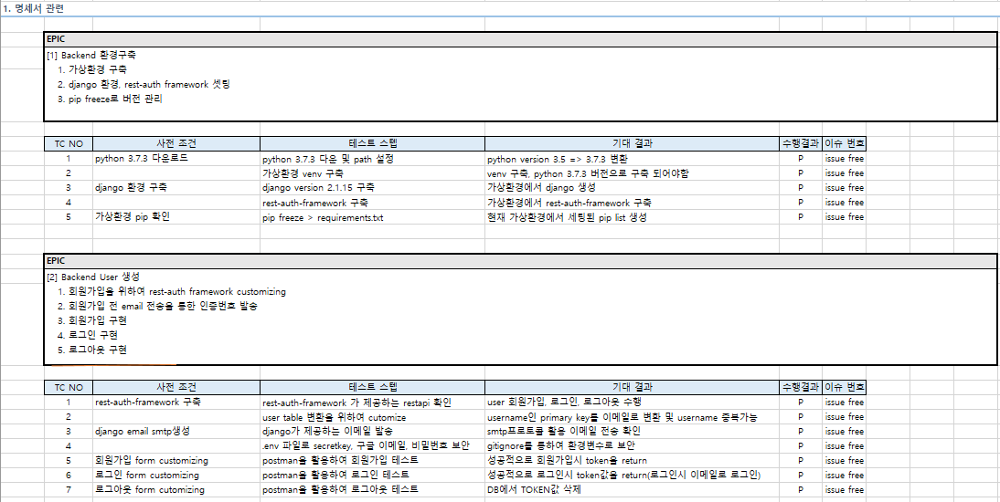 1. 명세서 관련
EPIC
[1] Backend 환경구축
1. 가상환경 구축
2. django 환경, rest-auth framework 셋팅
3. pip freeze로 버전 관리
TC NO 사전 조건 테스트 스텝 기대 결과 수행결과 이슈 번호
1 python 3.7.3 다운로드 python 3.7.3 다운 및 path 설정 python version 3.5 => 3.7.3 변환 P issue free
2 가상환경 venv 구축 venv 구축, python 3.7.3 버전으로 구축 되어야함 P issue free
3 django 환경 구축 django version 2.1.15 구축 가상환경에서 django 생성 P issue free
4 rest-auth-framework 구축 가상환경에서 rest-auth-framework 구축 P issue free
5 가상환경 pip 확인 pip freeze > requirements.txt 현재 가상환경에서 세팅된 pip list 생성 P issue free
EPIC
[2] Backend User 생성
1. 회원가입을 위하여 rest-auth framework customizing
2. 회원가입 전 email 전송을 통한 인증번호 발송
3. 회원가입 구현
4. 로그인 구현
5. 로그아웃 구현
TC NO 사전 조건 테스트 스텝 기대 결과 수행결과 이슈 번호
1 rest-auth-framework 구축 rest-auth-framework 가 제공하는 restapi 확인 user 회원가입, 로그인, 로그아웃 수행 P issue free
2 user table 변환을 위하여 cutomize username인 primary key를 이메일로 변환 및 username 중복가능 P issue free
3 django email smtp생성 django가 제공하는 이메일 발송 smtp프로토콜 활용 이메일 전송 확인 P issue free
4 .env 파일로 secretkey, 구글 이메일, 비밀번호 보안 gitignore를 통하여 환경변수로 보안 P issue free
5 회원가입 form customizing postman을 활용하여 회원가입 테스트 성공적으로 회원가입시 token을 return P issue free
6 로그인 form customizing postman을 활용하여 로그인 테스트 성공적으로 로그인시 token값을 return(로그인시 이메일로 로그인) P issue free
7 로그아웃 form cutomizing postman을 활용하여 로그아웃 테스트 DB에서 TOKEN값 삭제 P issue free